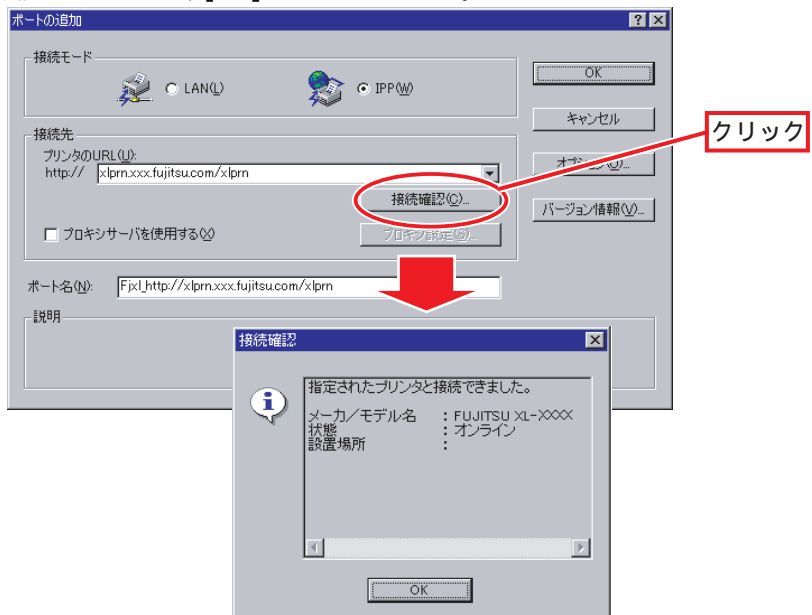 ポートの追加
接続モード
LAN(L)
IPP(W)
OK
キャンセル
クリック
接続先
プリンタのURL(U):
http:// xlprn.xxx.fujitsu.com/xlprn
オプション(O)...
接続確認(C)...
バージョン情報(V)...
プロキシサーバを使用する(X)
プロキシ設定(S)...
ポート名(N): Fjxl_http://xlprn.xxx.fujitsu.com/xlprn
説明
接続確認
指定されたプリンタと接続できました。
メーカ/モデル名 : FUJITSU XL-XXXX
状態 : オンライン
設置場所 :
OK